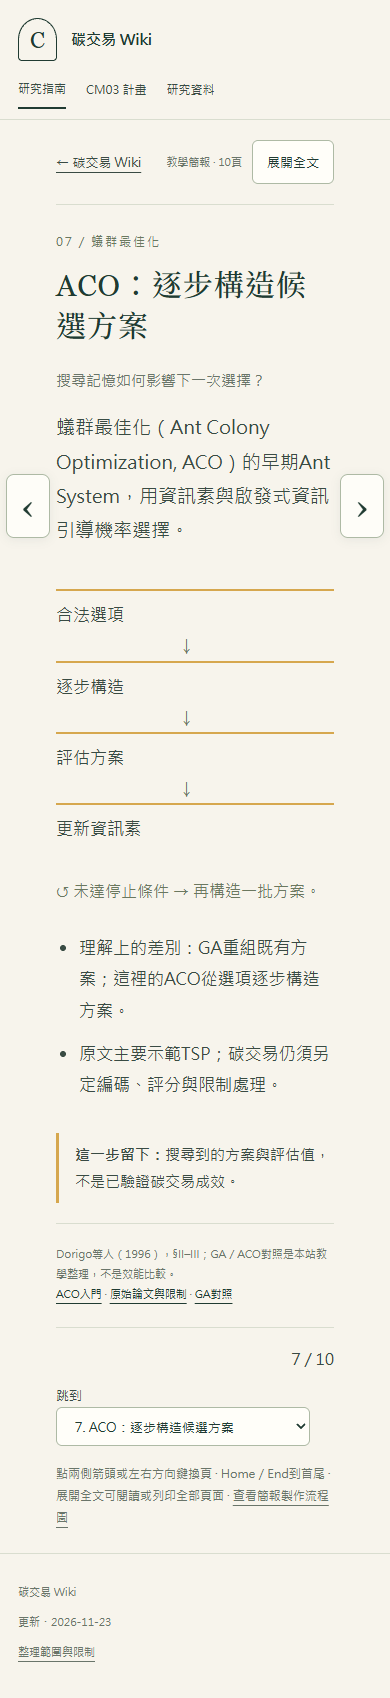 C
碳交易 Wiki
研究指南 CM03 計畫 研究資料
← 碳交易 Wiki 教學簡報 · 10頁 展開全文
07 / 蟻群最佳化
ACO：逐步構造候
選方案
搜尋記憶如何影響下一次選擇？
蟻群最佳化（Ant Colony
Optimization, ACO）的早期Ant
System，用資訊素與啟發式資訊
引導機率選擇。
‹ ›
合法選項
↓
逐步構造
↓
評估方案
↓
更新資訊素
↺ 未達停止條件 → 再構造一批方案。
• 理解上的差別：GA重組既有方
案；這裡的ACO從選項逐步構造
方案。
• 原文主要示範TSP；碳交易仍須另
定編碼、評分與限制處理。
這一步留下：搜尋到的方案與評估值，
不是已驗證碳交易成效。
Dorigo等人（1996），§II–III；GA / ACO對照是本站教
學整理，不是效能比較。
ACO入門 · 原始論文與限制 · GA對照
7 / 10
跳到
7. ACO：逐步構造候選方案
點兩側箭頭或左右方向鍵換頁 · Home / End到首尾 ·
展開全文可閱讀或列印全部頁面 · 查看簡報製作流程
圖
碳交易 Wiki
更新 · 2026-11-23
整理範圍與限制